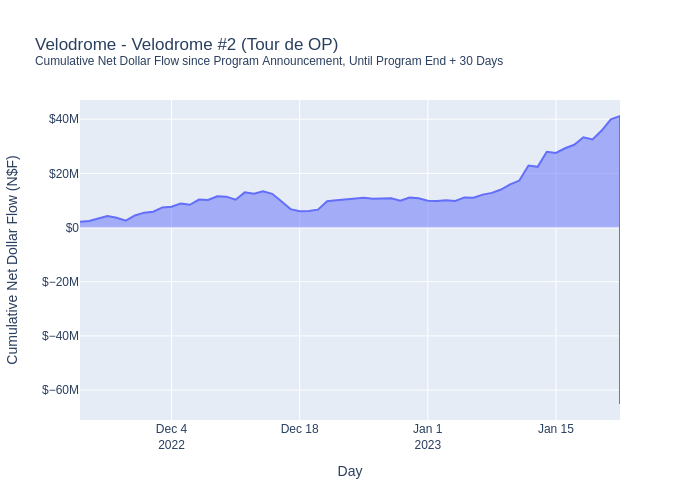 Velodrome - Velodrome #2 (Tour de OP)
Cumulative Net Dollar Flow since Program Announcement, Until Program End + 30 Days
Cumulative Net Dollar Flow (N$F)
$40M
$20M
$0
$−20M
$−40M
$−60M
Dec 4
2022
Dec 18
Jan 1
2023
Jan 15
Day